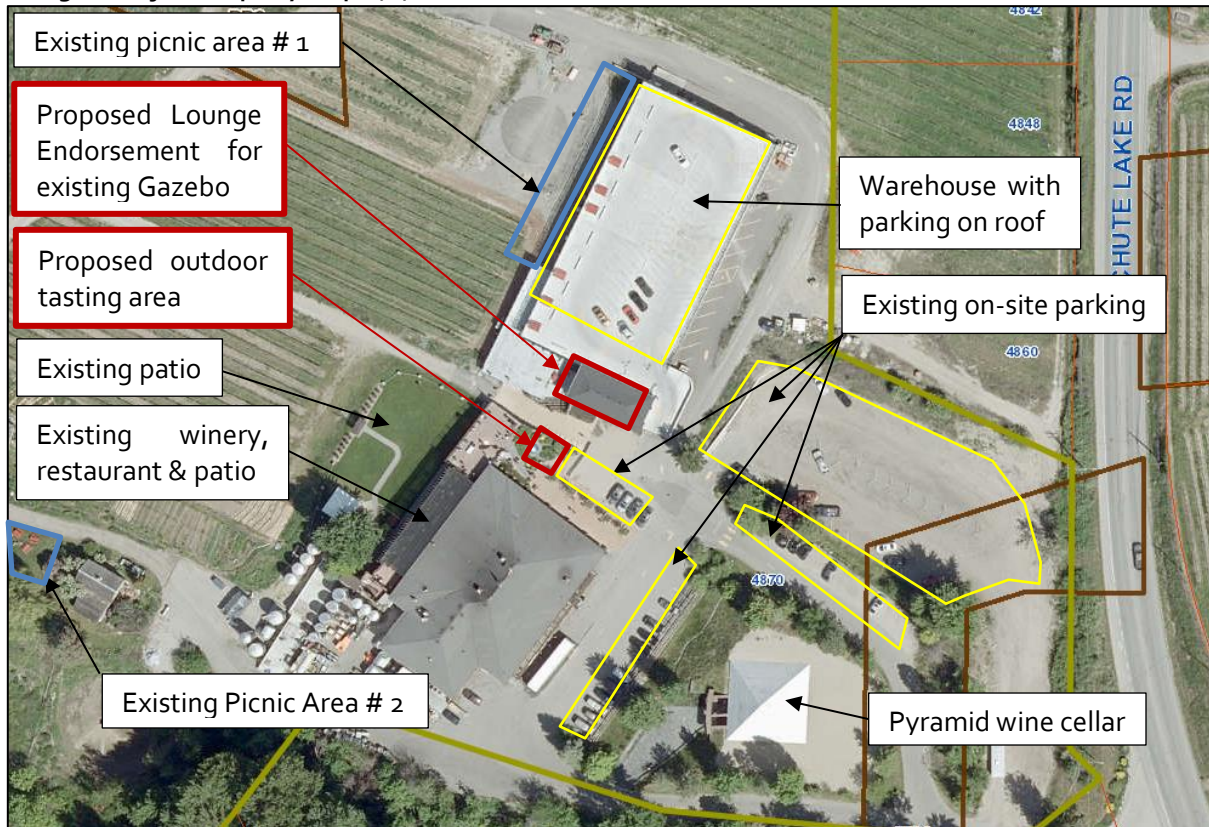 4842
Existing picnic area # 1
Proposed Lounge
Endorsement for
existing Gazebo
4848
Warehouse with
parking on roof
CHUTE LAKE RD
Proposed outdoor
tasting area
Existing on-site parking
4860
Existing patio
Existing winery,
restaurant & patio
4870
Existing Picnic Area # 2
Pyramid wine cellar